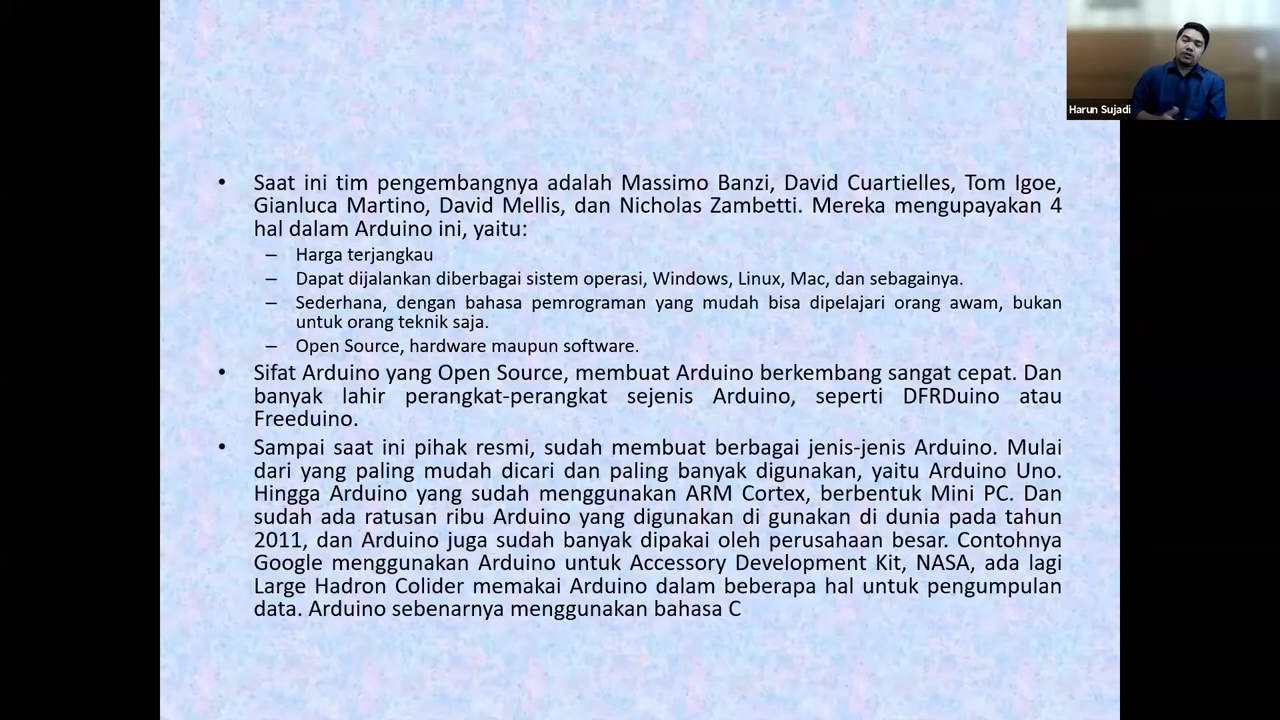 Harun Sujadi
• Saat ini tim pengembangnya adalah Massimo Banzi, David Cuartielles, Tom Igoe,
Gianluca Martino, David Mellis, dan Nicholas Zambetti. Mereka mengupayakan 4
hal dalam Arduino ini, yaitu:
– Harga terjangkau
– Dapat dijalankan diberbagai sistem operasi, Windows, Linux, Mac, dan sebagainya.
– Sederhana, dengan bahasa pemrograman yang mudah bisa dipelajari orang awam, bukan
untuk orang teknik saja.
– Open Source, hardware maupun software.
• Sifat Arduino yang Open Source, membuat Arduino berkembang sangat cepat. Dan
banyak lahir perangkat-perangkat sejenis Arduino, seperti DFRDuino atau
Freeduino.
• Sampai saat ini pihak resmi, sudah membuat berbagai jenis-jenis Arduino. Mulai
dari yang paling mudah dicari dan paling banyak digunakan, yaitu Arduino Uno.
Hingga Arduino yang sudah menggunakan ARM Cortex, berbentuk Mini PC. Dan
sudah ada ratusan ribu Arduino yang digunakan di gunakan di dunia pada tahun
2011, dan Arduino juga sudah banyak dipakai oleh perusahaan besar. Contohnya
Google menggunakan Arduino untuk Accessory Development Kit, NASA, ada lagi
Large Hadron Colider memakai Arduino dalam beberapa hal untuk pengumpulan
data. Arduino sebenarnya menggunakan bahasa C